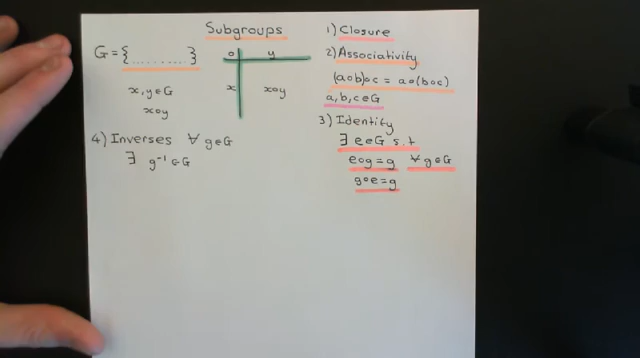 Subgroups
G = {.........}
x, y ∈ G
x∘y
∘ y
x x∘y
1) Closure
2) Associativity
(a∘b)∘c = a∘(b∘c)
a, b, c ∈ G
3) Identity
∃ e∈G s.t
e∘g = g ∀ g∈G
g∘e = g
4) Inverses ∀ g∈G
∃ g⁻¹ ∈ G